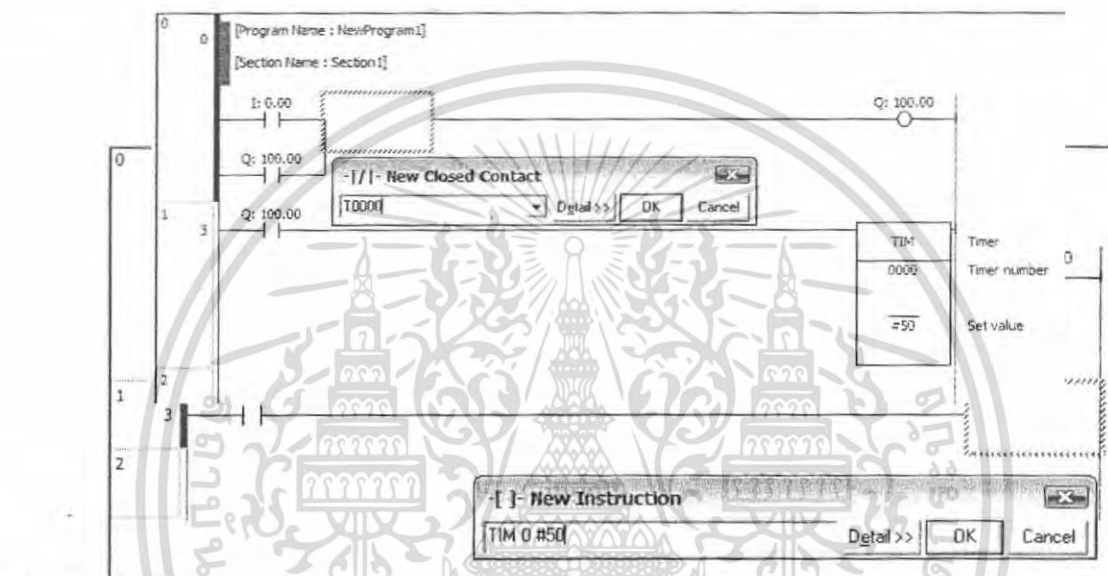 0
0
[Program Name : NewProgram1]
[Section Name : Section1]
I: 0.00
Q: 100.00
0
Q: 100.00
-|/|- New Closed Contact
T0000
Detail >>
OK
Cancel
1
3
Q: 100.00
TIM
Timer
0000
Timer number
#50
Set value
2
1
3
2
-[ ]- New Instruction
TIM 0 #50
Detail >>
OK
Cancel